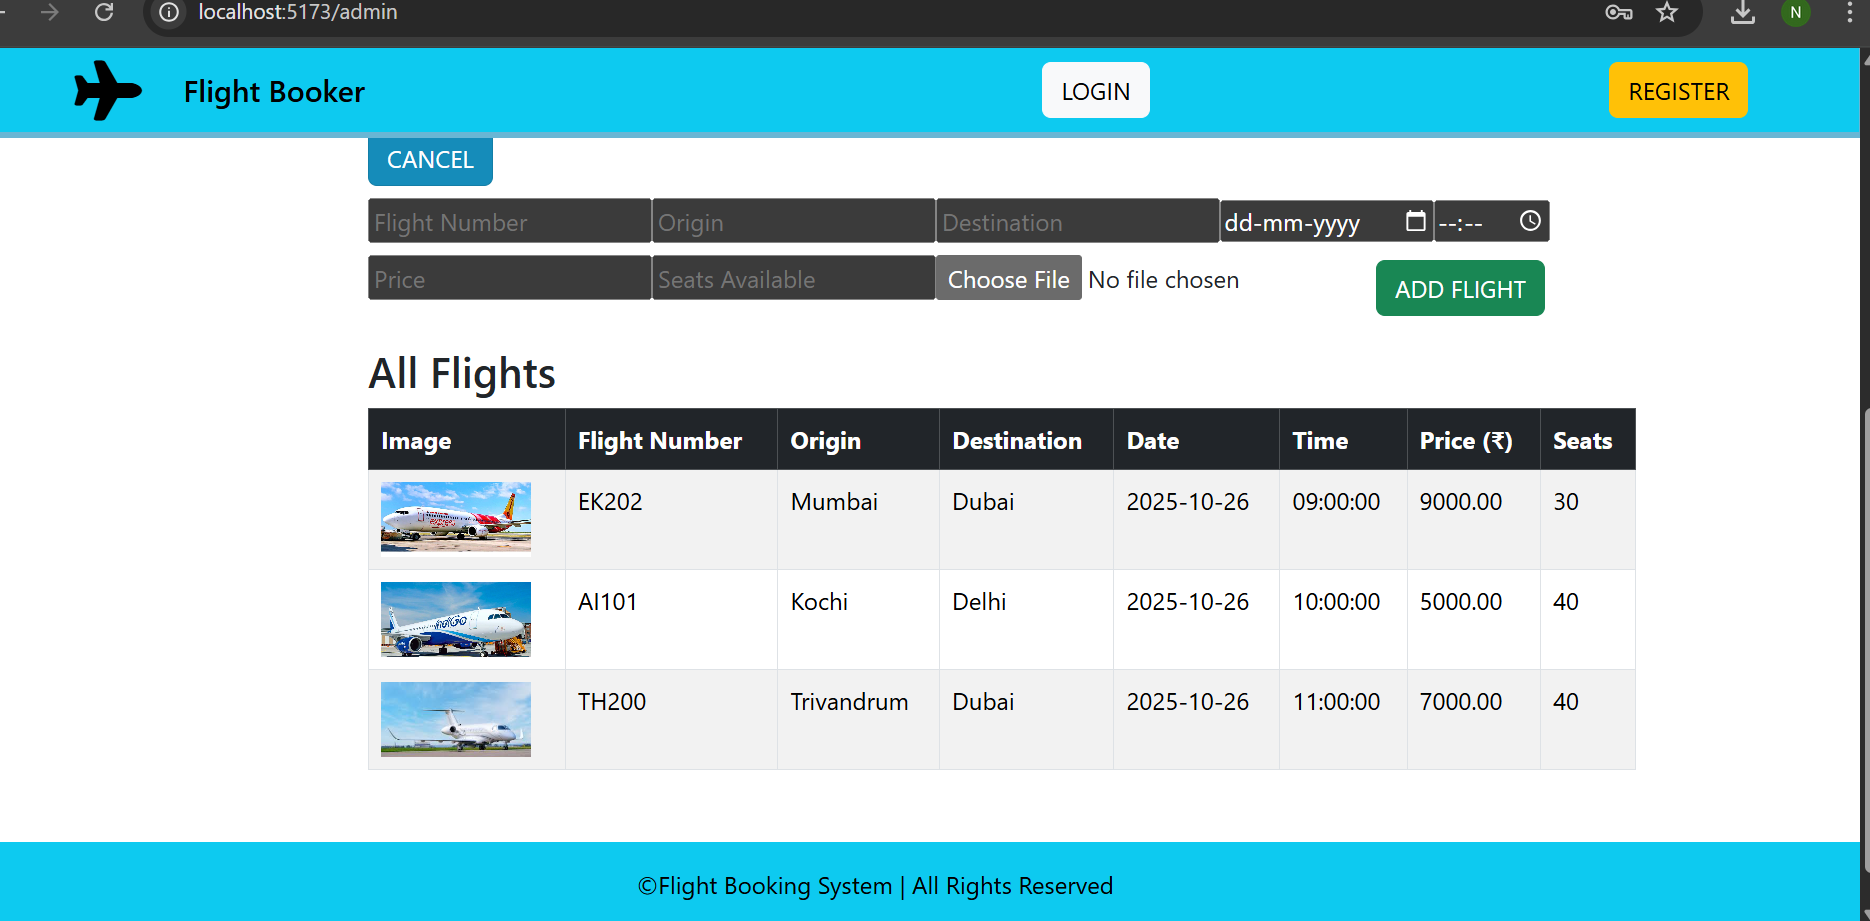 localhost:5173/admin
N
Flight Booker
LOGIN
REGISTER
CANCEL
Flight Number Origin Destination dd-mm-yyyy --:--
Price Seats Available Choose File No file chosen
ADD FLIGHT
All Flights
Image Flight Number Origin Destination Date Time Price (₹) Seats
EK202 Mumbai Dubai 2025-10-26 09:00:00 9000.00 30
IndiGo
AI101 Kochi Delhi 2025-10-26 10:00:00 5000.00 40
TH200 Trivandrum Dubai 2025-10-26 11:00:00 7000.00 40
©Flight Booking System | All Rights Reserved